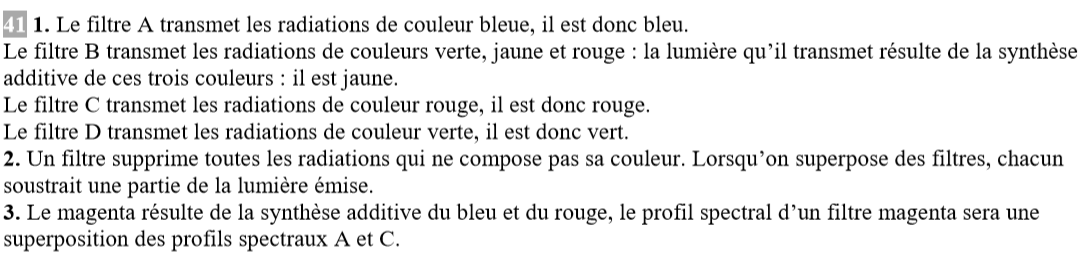 41 1. Le filtre A transmet les radiations de couleur bleue, il est donc bleu.
Le filtre B transmet les radiations de couleurs verte, jaune et rouge : la lumière qu’il transmet résulte de la synthèse
additive de ces trois couleurs : il est jaune.
Le filtre C transmet les radiations de couleur rouge, il est donc rouge.
Le filtre D transmet les radiations de couleur verte, il est donc vert.
2. Un filtre supprime toutes les radiations qui ne compose pas sa couleur. Lorsqu’on superpose des filtres, chacun
soustrait une partie de la lumière émise.
3. Le magenta résulte de la synthèse additive du bleu et du rouge, le profil spectral d’un filtre magenta sera une
superposition des profils spectraux A et C.